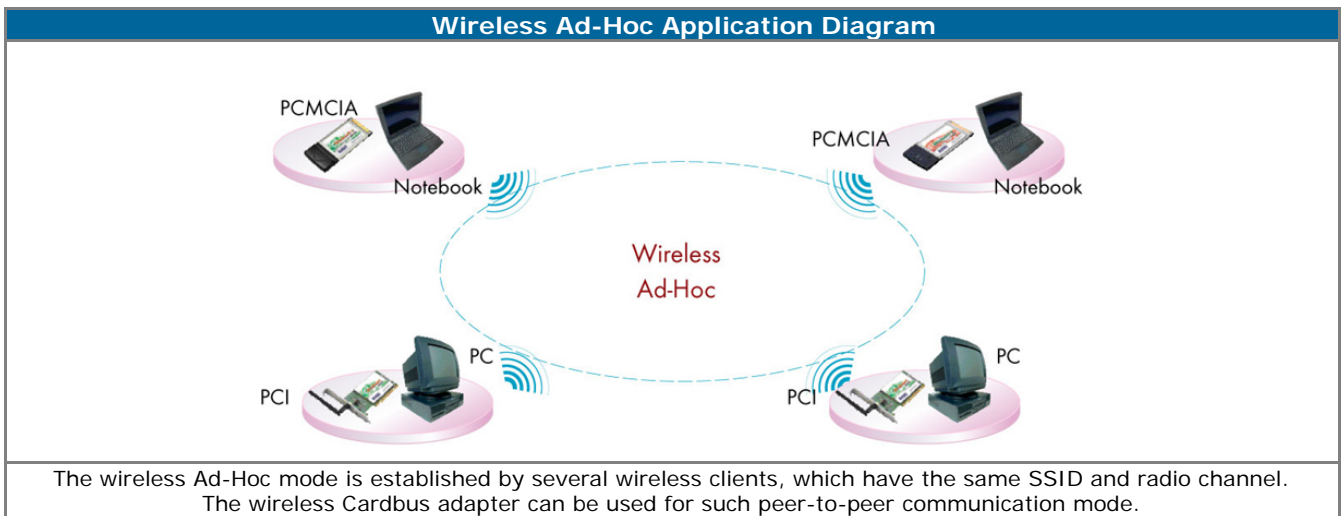 Wireless Ad-Hoc Application Diagram
PCMCIA
Notebook
PCMCIA
Notebook
Wireless
Ad-Hoc
PC
PCI
PC
PCI
The wireless Ad-Hoc mode is established by several wireless clients, which have the same SSID and radio channel.
The wireless Cardbus adapter can be used for such peer-to-peer communication mode.